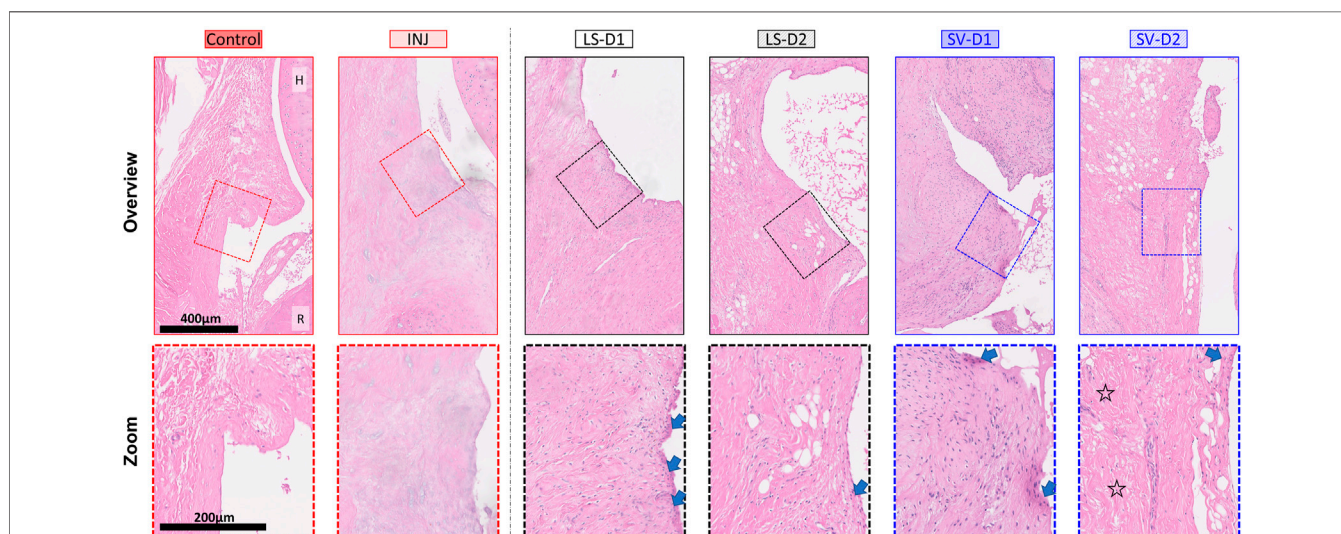 Control INJ LS-D1 LS-D2 SV-D1 SV-D2
Overview
H
400µm
R
Zoom
200µm